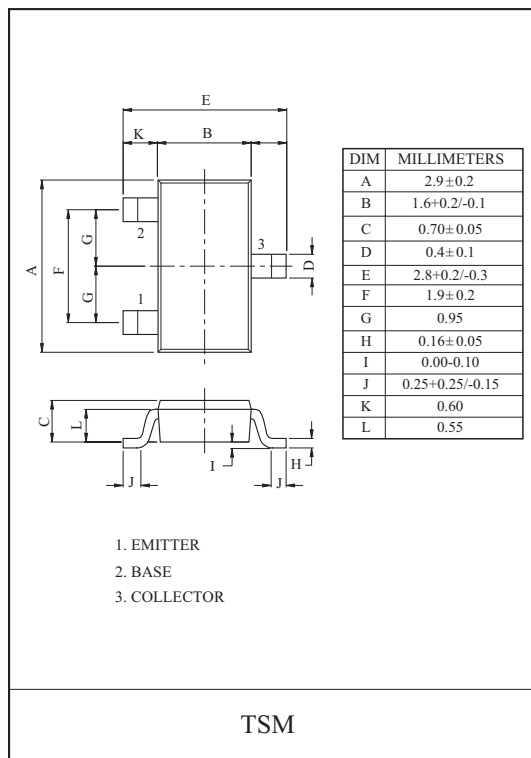 E
K B
A F G G 2 1 3 D
C L J I J H
DIM MILLIMETERS
A 2.9±0.2
B 1.6+0.2/-0.1
C 0.70±0.05
D 0.4±0.1
E 2.8+0.2/-0.3
F 1.9±0.2
G 0.95
H 0.16±0.05
I 0.00-0.10
J 0.25+0.25/-0.15
K 0.60
L 0.55
1. EMITTER
2. BASE
3. COLLECTOR
TSM